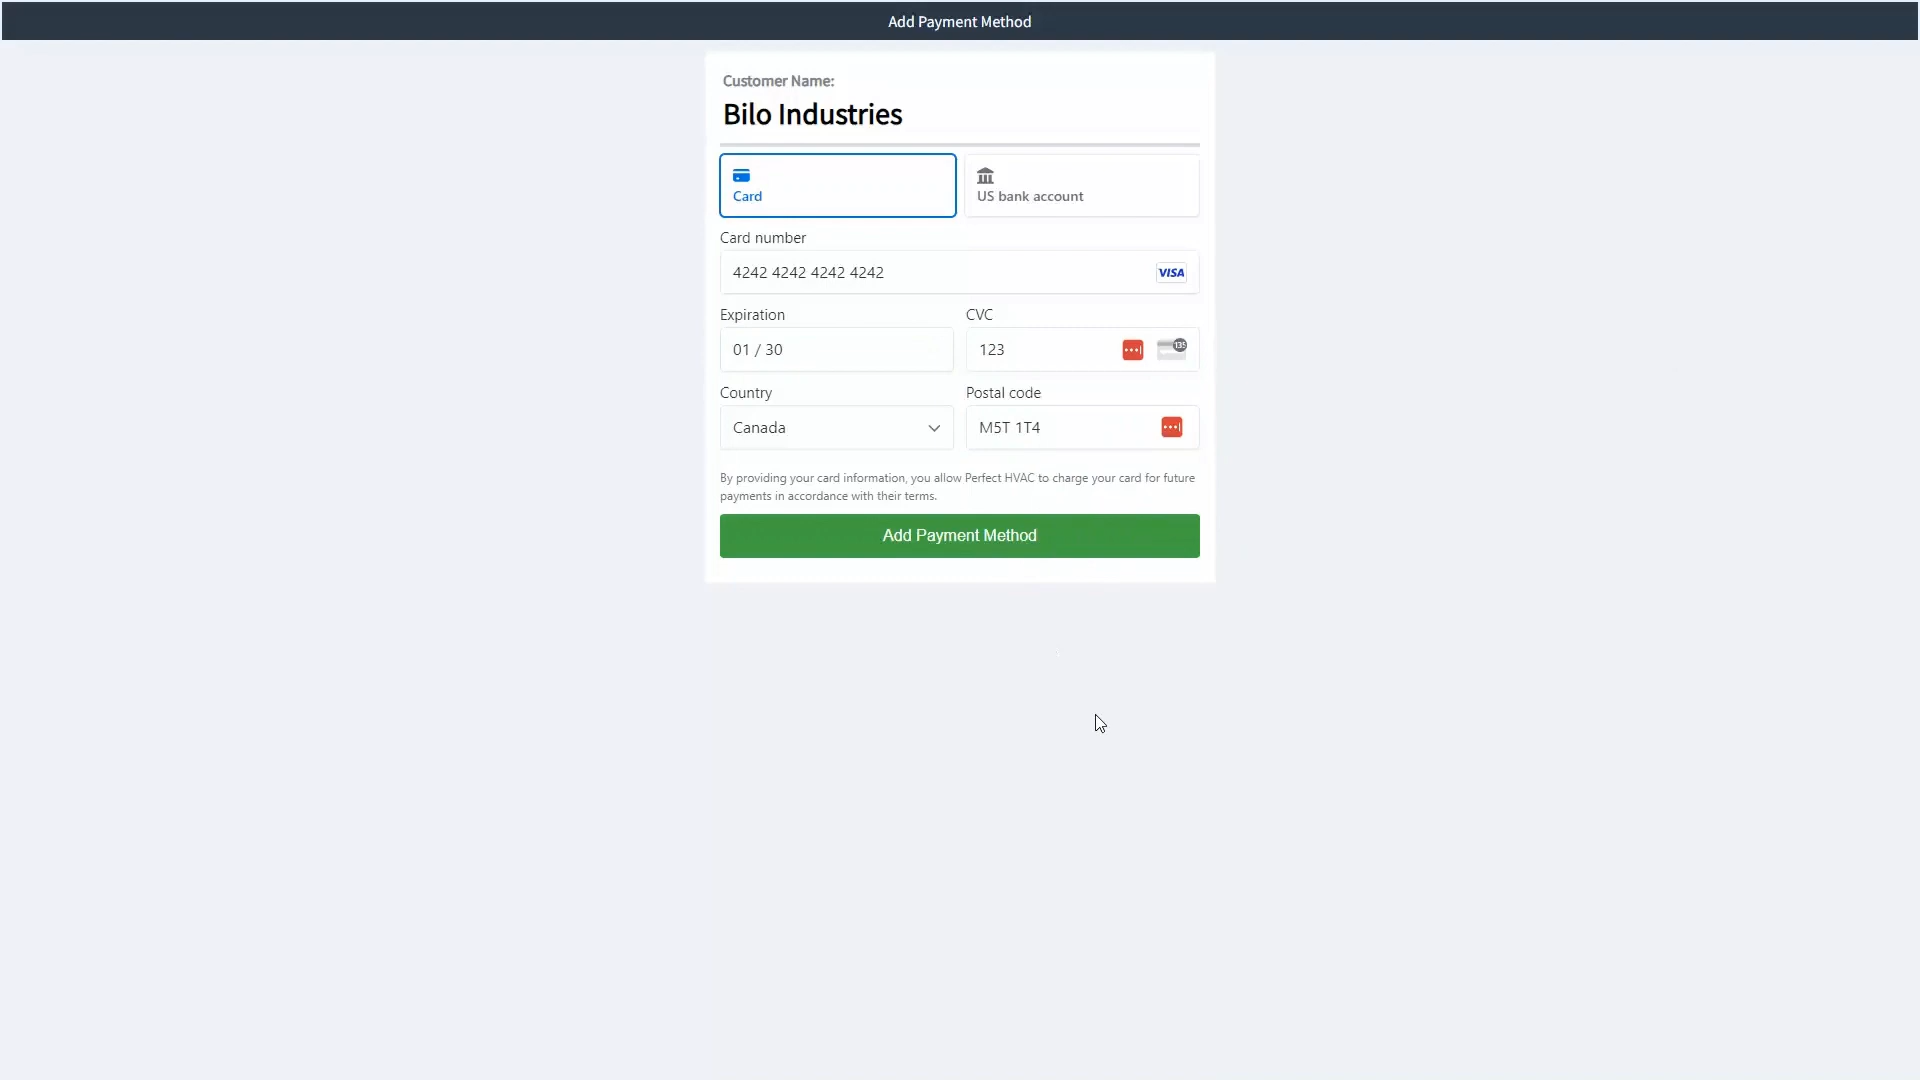 Add Payment Method
Customer Name:
Bilo Industries
Card
US bank account
Card number
4242 4242 4242 4242
VISA
Expiration
CVC
01 / 30
123
135
Country
Postal code
Canada
M5T 1T4
By providing your card information, you allow Perfect HVAC to charge your card for future
payments in accordance with their terms.
Add Payment Method